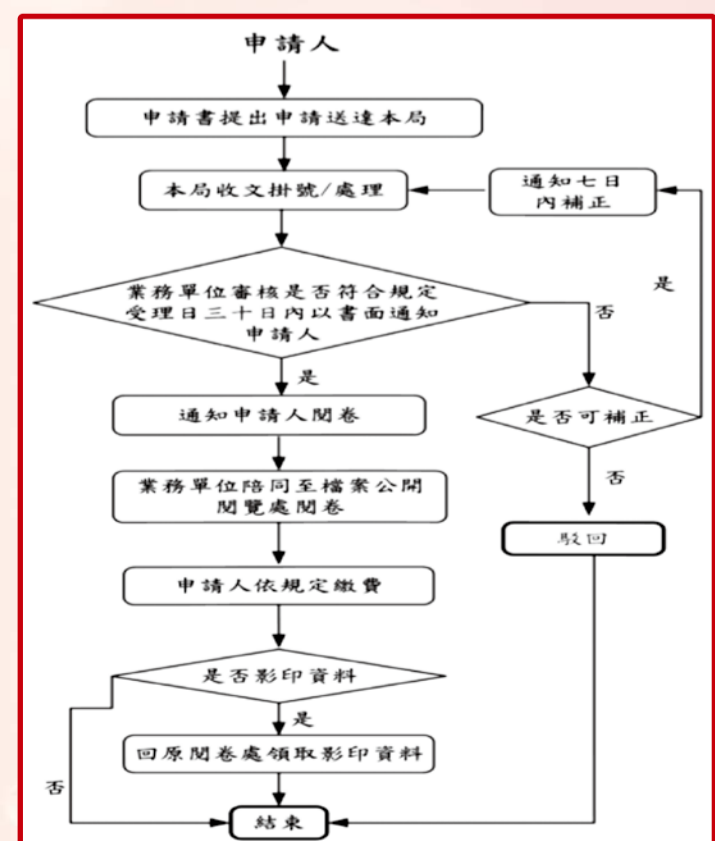 申請人
申請書提出申請送達本局
本局收文掛號/處理
通知七日
內補正
是
業務單位審核是否符合規定
受理日三十日內以書面通知
申請人
否
是
通知申請人閱卷
是否可補正
業務單位陪同至檔案公開
閱覽處閱卷
否
駁回
申請人依規定繳費
是否影印資料
是
回原閱卷處領取影印資料
否
結束